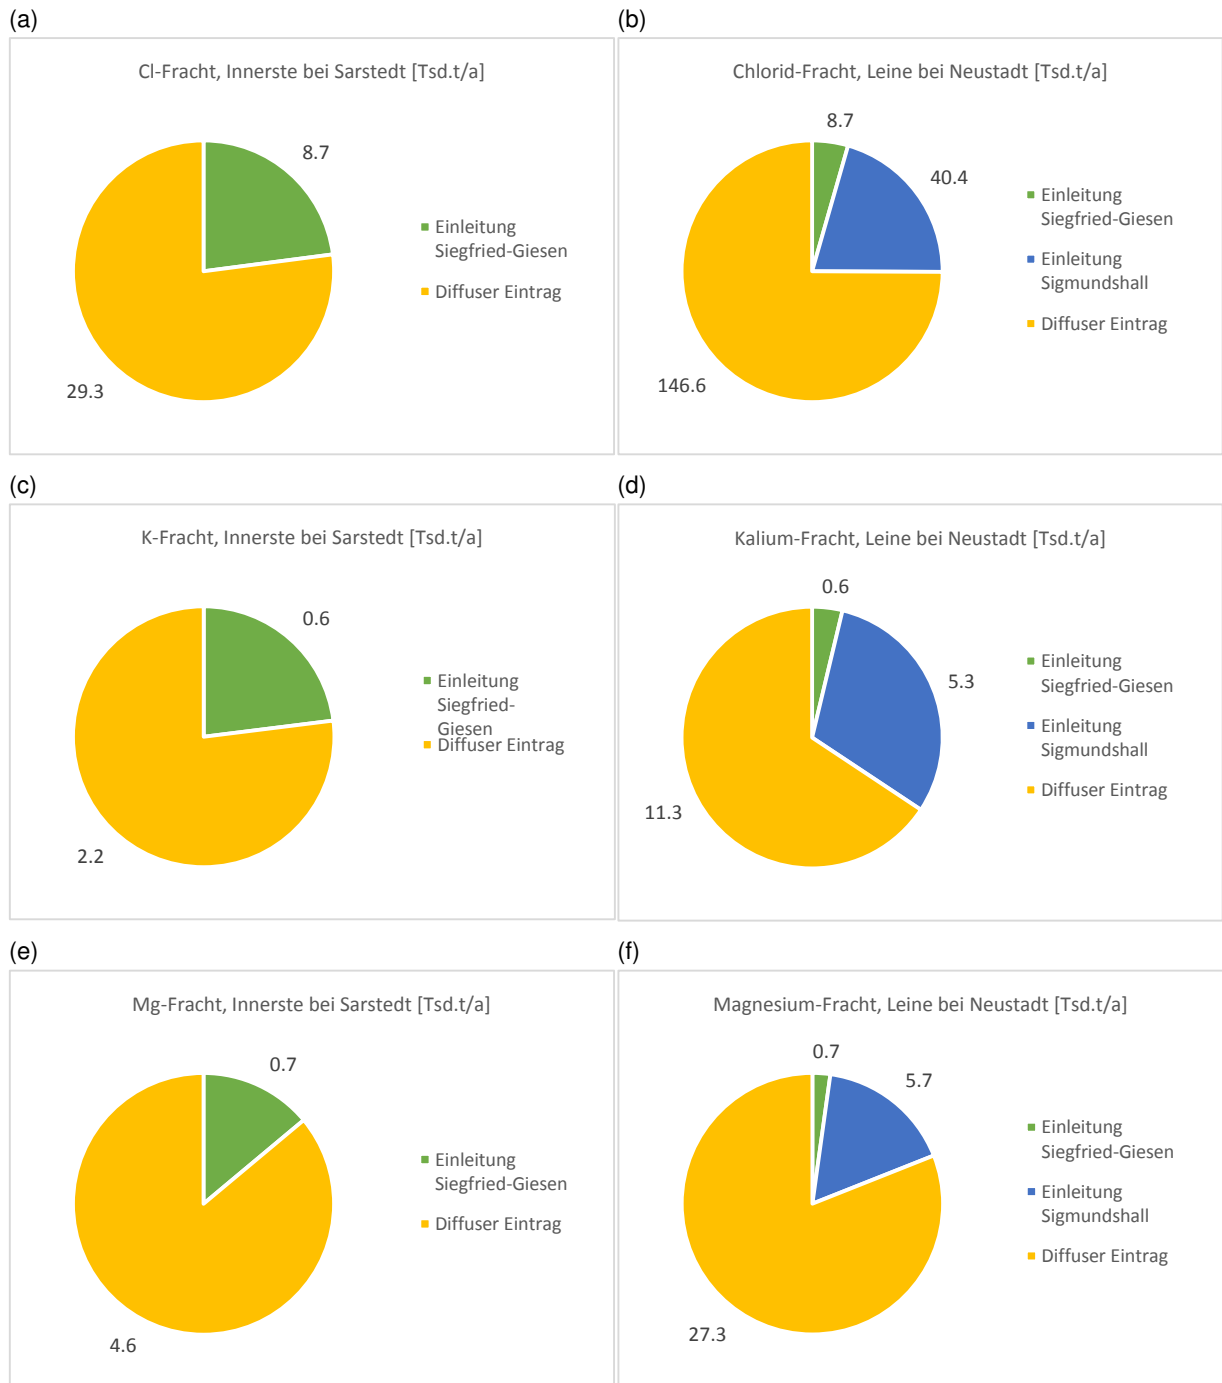 (a)
Cl-Fracht, Innerste bei Sarstedt [Tsd.t/a]
8.7
29.3
Einleitung
Siegfried-Giesen
Diffuser Eintrag
(b)
Chlorid-Fracht, Leine bei Neustadt [Tsd.t/a]
8.7
40.4
146.6
Einleitung
Siegfried-Giesen
Einleitung
Sigmundshall
Diffuser Eintrag
(c)
K-Fracht, Innerste bei Sarstedt [Tsd.t/a]
0.6
2.2
Einleitung
Siegfried-
Giesen
Diffuser Eintrag
(d)
Kalium-Fracht, Leine bei Neustadt [Tsd.t/a]
0.6
5.3
11.3
Einleitung
Siegfried-Giesen
Einleitung
Sigmundshall
Diffuser Eintrag
(e)
Mg-Fracht, Innerste bei Sarstedt [Tsd.t/a]
0.7
4.6
Einleitung
Siegfried-Giesen
Diffuser Eintrag
(f)
Magnesium-Fracht, Leine bei Neustadt [Tsd.t/a]
0.7
5.7
27.3
Einleitung
Siegfried-Giesen
Einleitung
Sigmundshall
Diffuser Eintrag